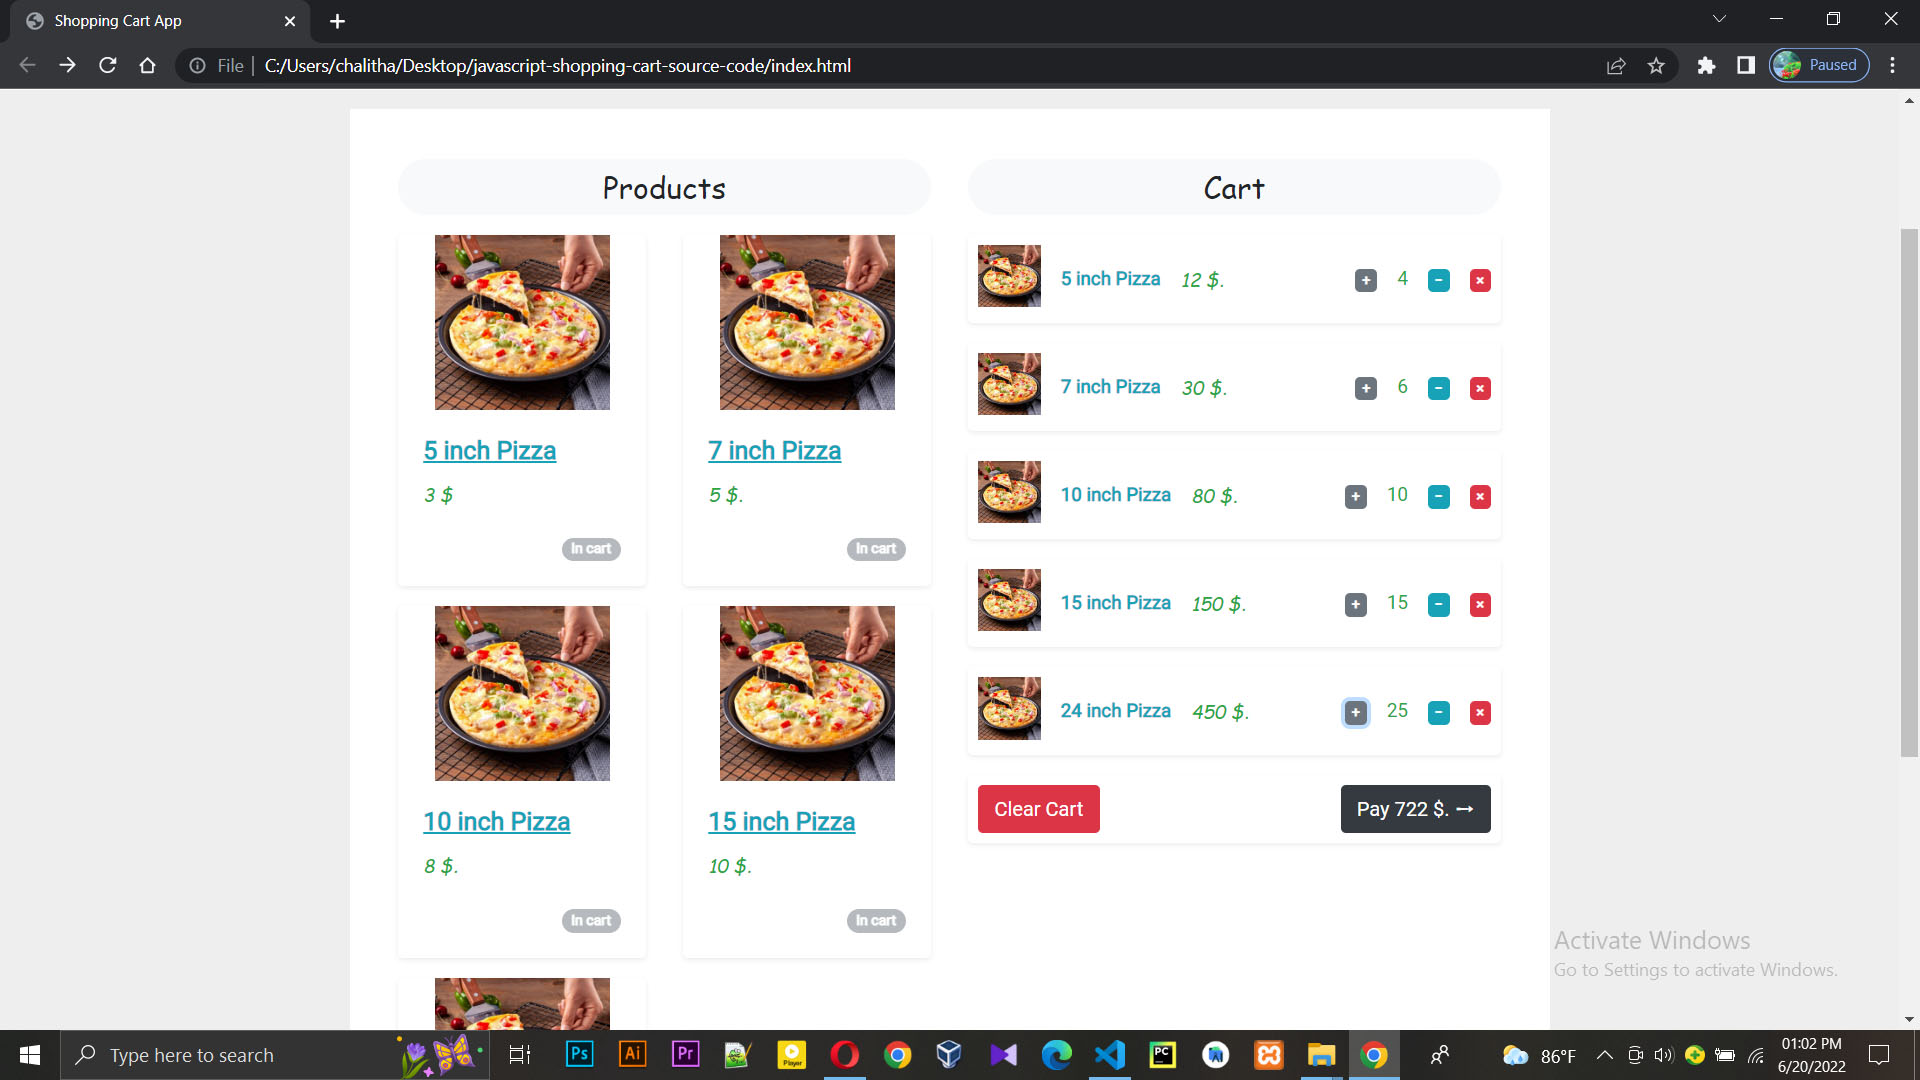 Shopping Cart App
File
C:/Users/chalitha/Desktop/javascript-shopping-cart-source-code/index.html
Paused
Products
5 inch Pizza
3 $
In cart
7 inch Pizza
5 $.
In cart
10 inch Pizza
8 $.
In cart
15 inch Pizza
10 $.
In cart
Cart
5 inch Pizza 12 $. + 4 − ×
7 inch Pizza 30 $. + 6 − ×
10 inch Pizza 80 $. + 10 − ×
15 inch Pizza 150 $. + 15 − ×
24 inch Pizza 450 $. + 25 − ×
Clear Cart
Pay 722 $. →
Activate Windows
Go to Settings to activate Windows.
Type here to search
Ps
Ai
Pr
Player
PC
86°F
01:02 PM
6/20/2022